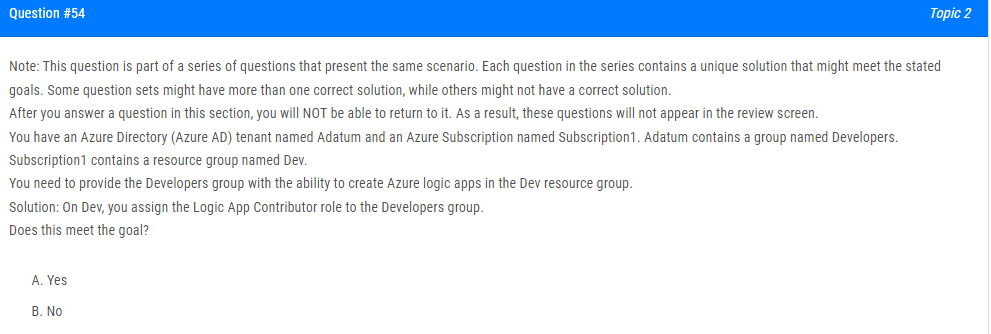 Question #54
Topic 2
Note: This question is part of a series of questions that present the same scenario. Each question in the series contains a unique solution that might meet the stated
goals. Some question sets might have more than one correct solution, while others might not have a correct solution.
After you answer a question in this section, you will NOT be able to return to it. As a result, these questions will not appear in the review screen.
You have an Azure Directory (Azure AD) tenant named Adatum and an Azure Subscription named Subscription1. Adatum contains a group named Developers.
Subscription1 contains a resource group named Dev.
You need to provide the Developers group with the ability to create Azure logic apps in the Dev resource group.
Solution: On Dev, you assign the Logic App Contributor role to the Developers group.
Does this meet the goal?
A. Yes
B. No